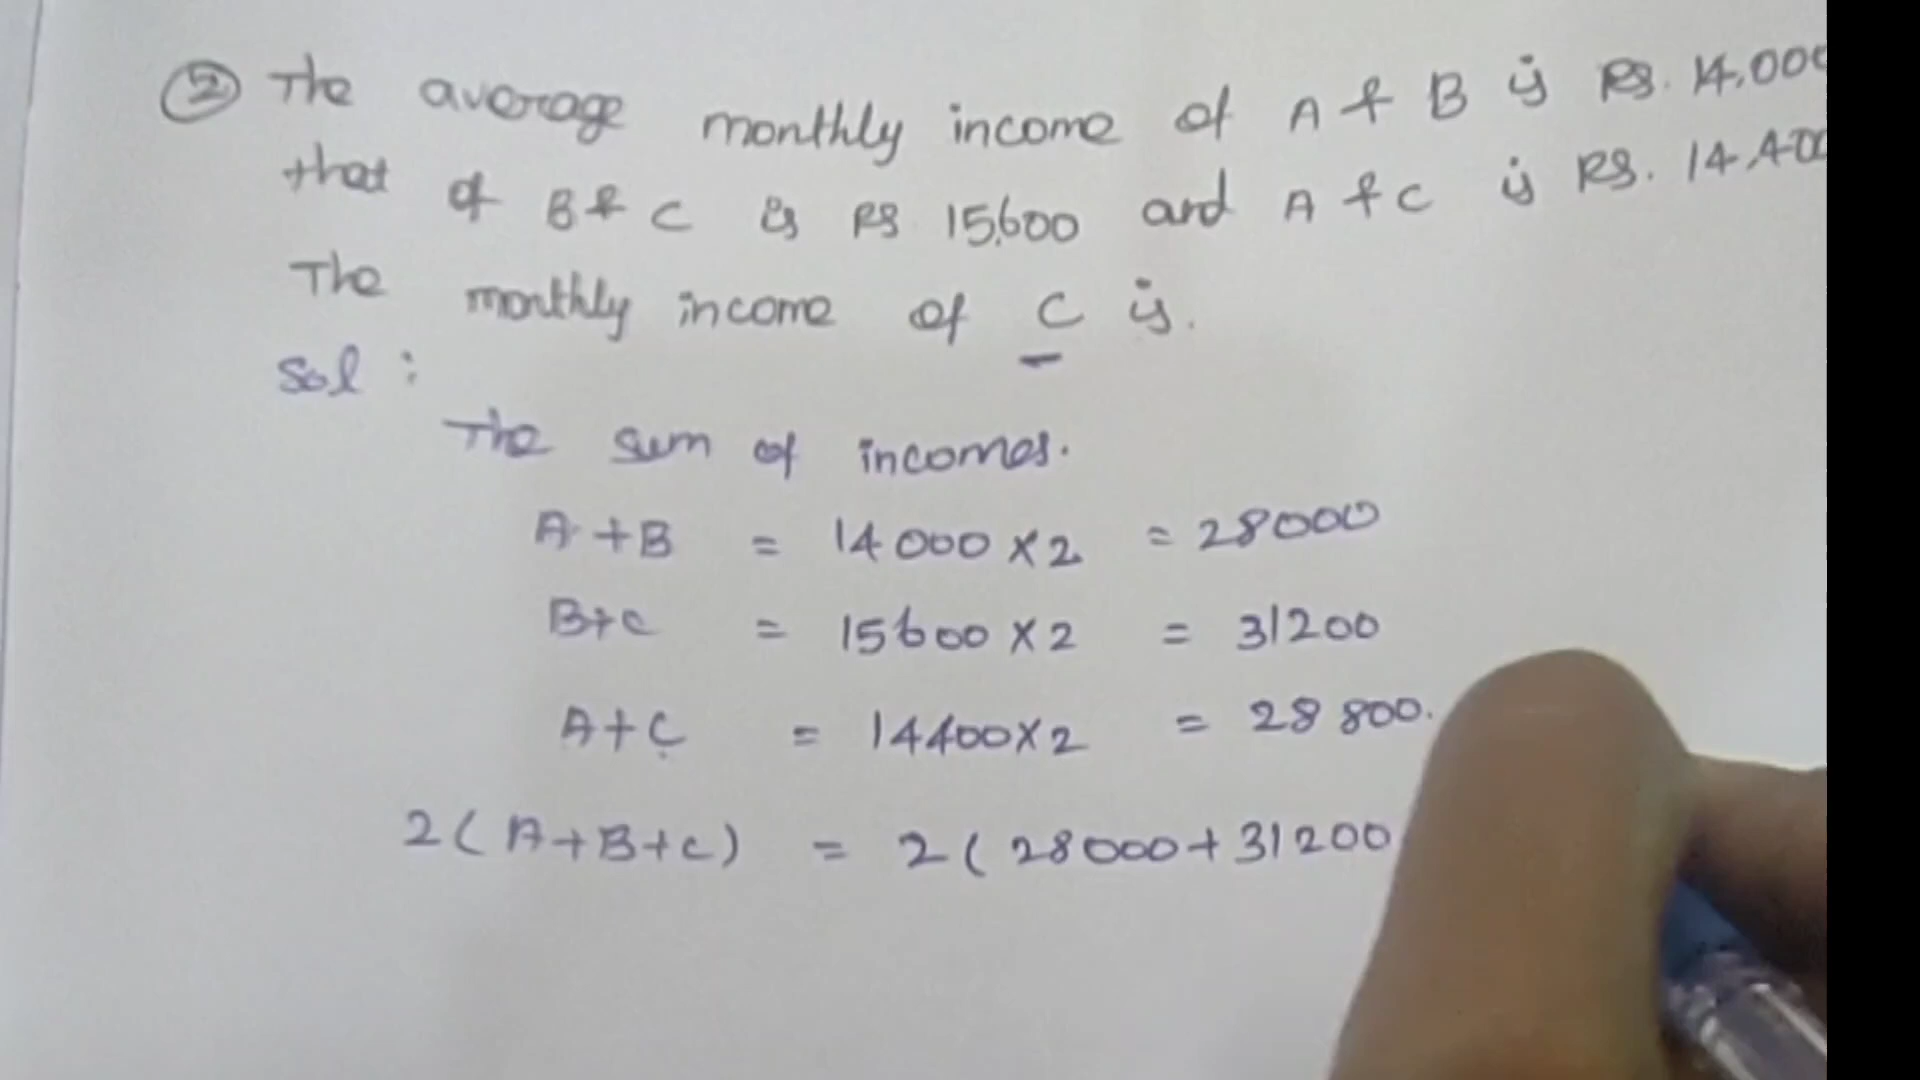 ② The average monthly income of A & B is Rs. 14,000
that of B & C is RS 15,600 and A & C is RS. 14,400
The monthly income of C is.
Sol :
The sum of incomes.
A + B = 14000 × 2 = 28000
B+C = 15600 × 2 = 31200
A+C = 14400×2 = 28 800.
2 ( A+B+C ) = 2 ( 28000 + 31200